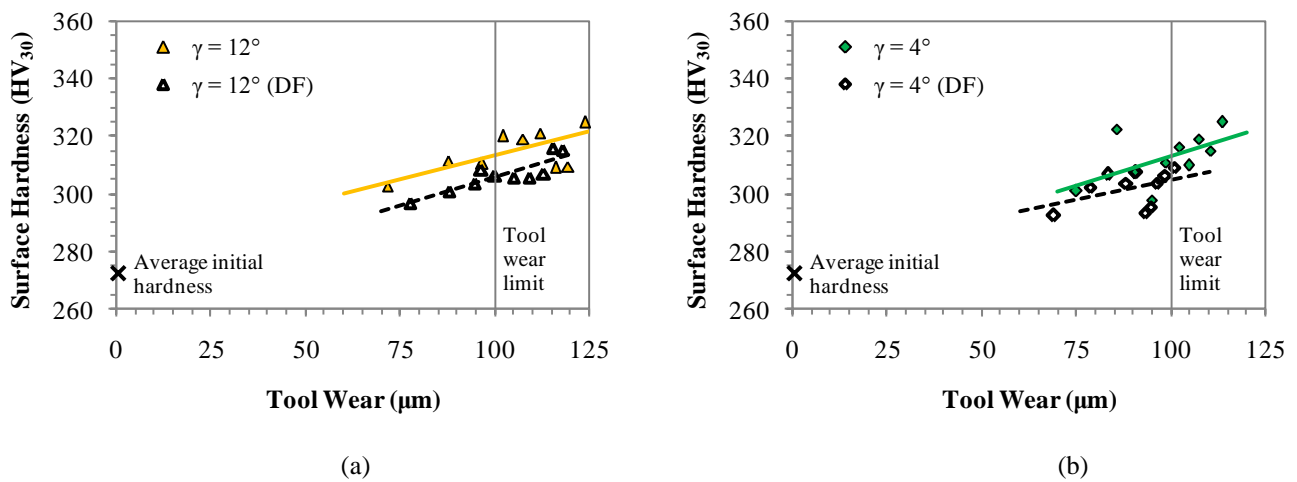 Surface Hardness (HV30)
360
340
320
300
280
260
γ = 12°
γ = 12° (DF)
Average initial
hardness
Tool
wear
limit
0 25 50 75 100 125
Tool Wear (µm)
(a)
Surface Hardness (HV30)
360
340
320
300
280
260
γ = 4°
γ = 4° (DF)
Average initial
hardness
Tool
wear
limit
0 25 50 75 100 125
Tool Wear (µm)
(b)